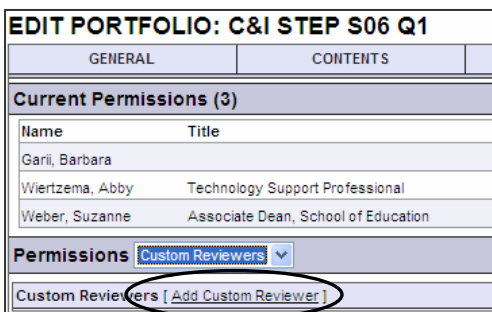 EDIT PORTFOLIO: C&I STEP S06 Q1
GENERAL CONTENTS
Current Permissions (3)
Name Title
Garii, Barbara
Wiertzema, Abby Technology Support Professional
Weber, Suzanne Associate Dean, School of Education
Permissions Custom Reviewers
Custom Reviewers [ Add Custom Reviewer ]